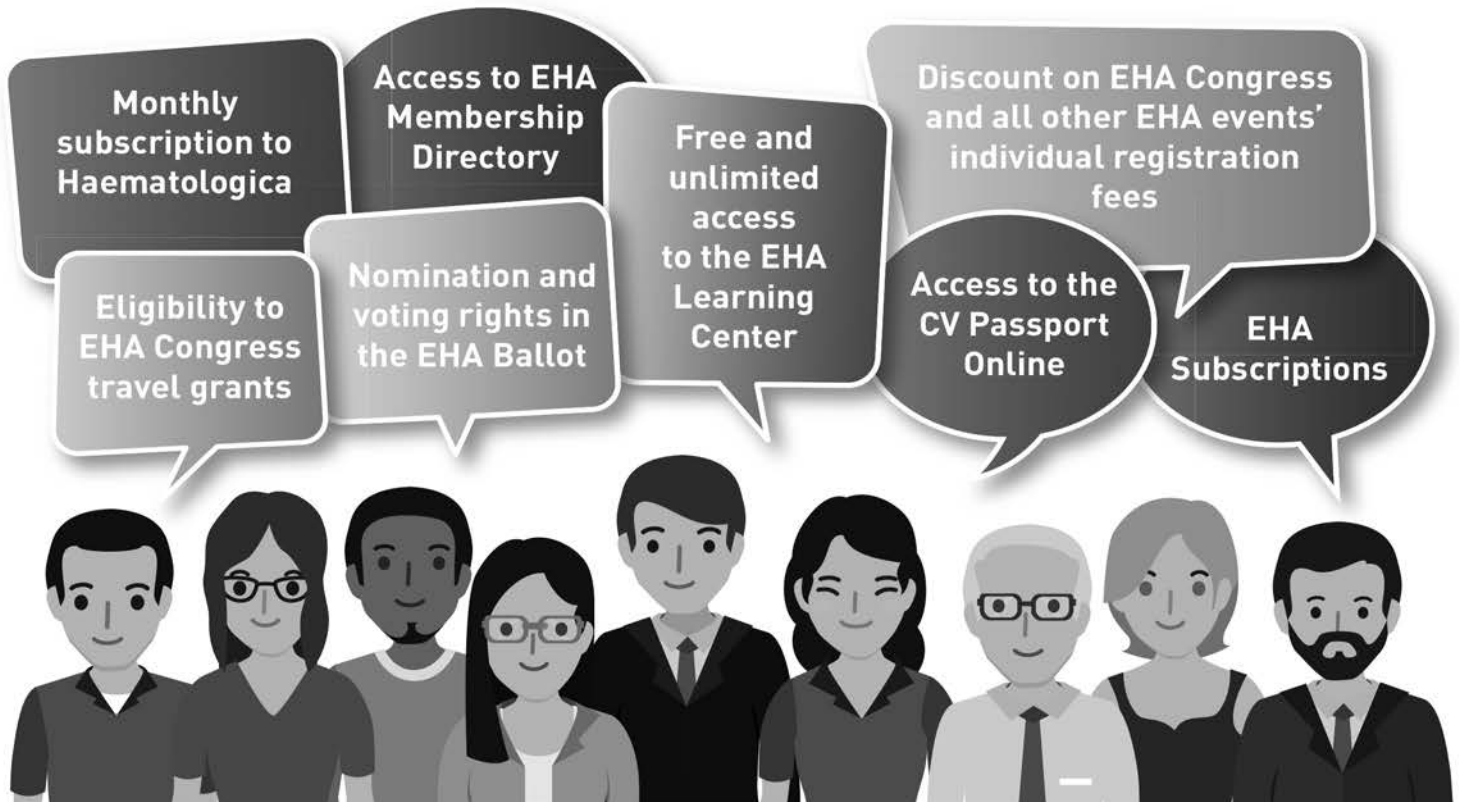 Monthly
subscription to
Haematologica
Access to EHA
Membership
Directory
Free and
unlimited
access
to the EHA
Learning
Center
Discount on EHA Congress
and all other EHA events’
individual registration
fees
Eligibility to
EHA Congress
travel grants
Nomination and
voting rights in
the EHA Ballot
Access to the
CV Passport
Online
EHA
Subscriptions